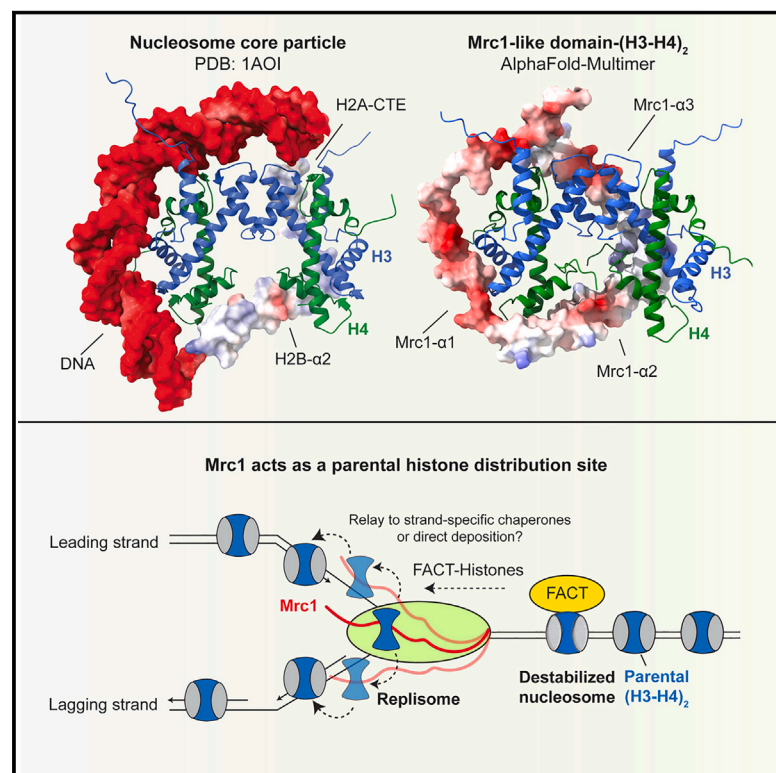 Nucleosome core particle
PDB: 1AOI
H2A-CTE
H3
H4
DNA
H2B-α2
Mrc1-like domain-(H3-H4)₂
AlphaFold-Multimer
Mrc1-α3
H3
H4
Mrc1-α1
Mrc1-α2
Mrc1 acts as a parental histone distribution site
Leading strand
Relay to strand-specific chaperones
or direct deposition?
FACT-Histones
FACT
Mrc1
Lagging strand
Replisome
Destabilized
nucleosome
Parental
(H3-H4)₂